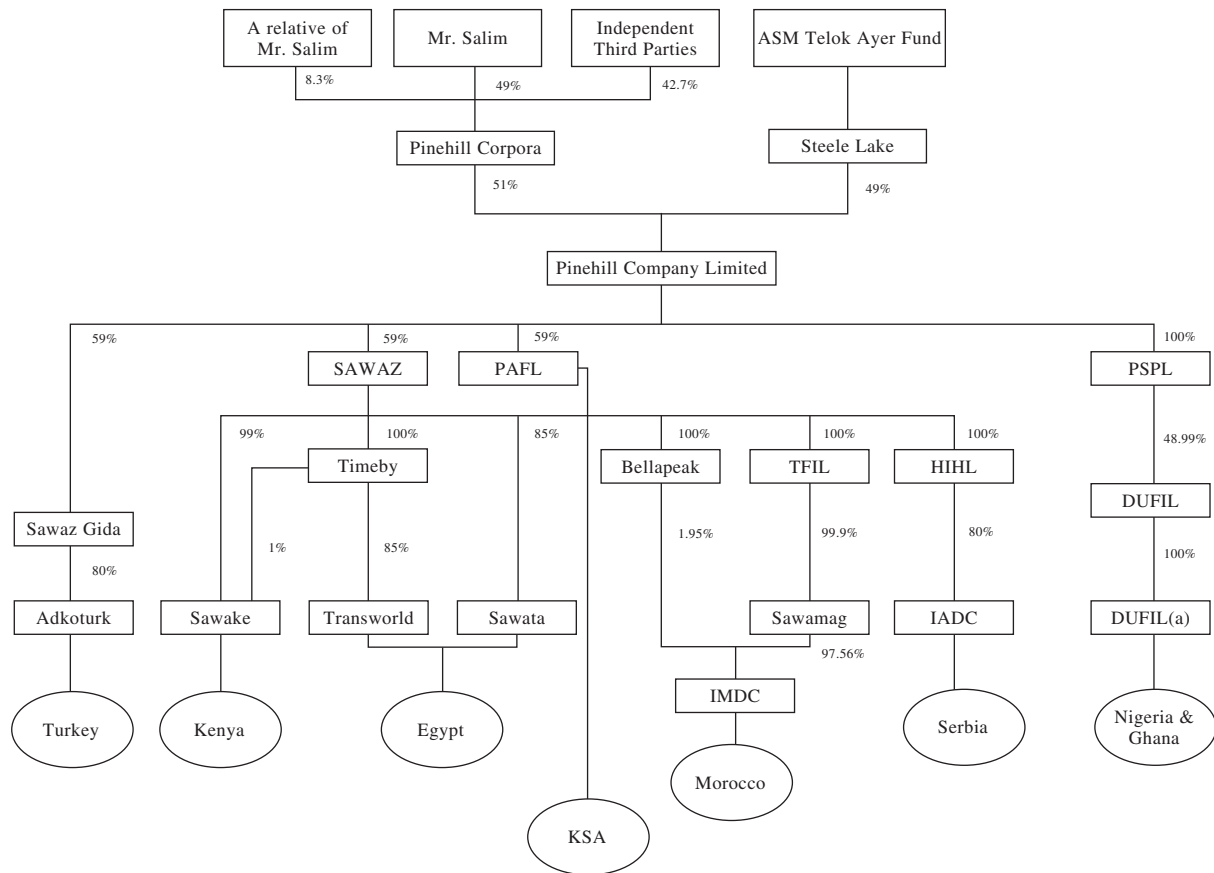 A relative of
Mr. Salim
Mr. Salim
Independent
Third Parties
ASM Telok Ayer Fund
8.3%
49%
42.7%
Pinehill Corpora
Steele Lake
51%
49%
Pinehill Company Limited
59%
59%
59%
100%
SAWAZ
PAFL
PSPL
99%
100%
85%
100%
100%
100%
48.99%
Timeby
Bellapeak
TFIL
HIHL
DUFIL
Sawaz Gida
1%
85%
1.95%
99.9%
80%
100%
80%
Adkoturk
Sawake
Transworld
Sawata
Sawamag
IADC
DUFIL(a)
97.56%
IMDC
Turkey
Kenya
Egypt
Serbia
Nigeria &
Ghana
Morocco
KSA